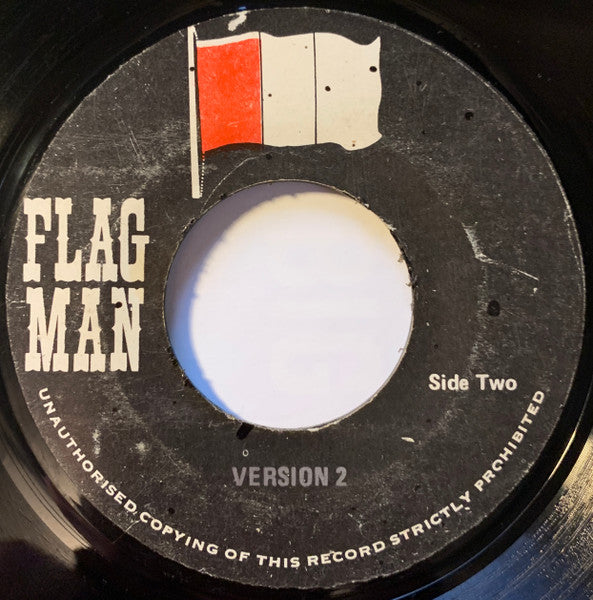 FLAG
MAN
Side Two
VERSION 2
UNAUTHORISED COPYING OF THIS RECORD STRICTLY PROHIBITED